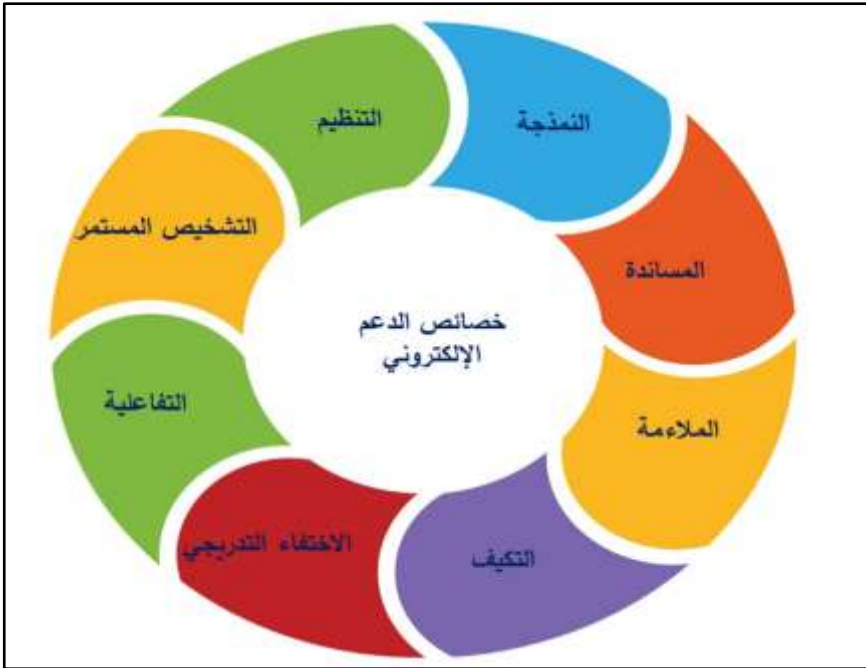 خصائص الدعم
الإلكتروني
النمذجة
المساندة
الملاءمة
التكيف
الاختفاء التدريجي
التفاعلية
التشخيص المستمر
التنظيم